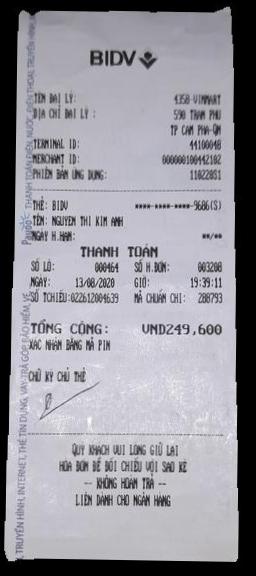 BIDV
TÊN ĐẠI LÝ: 4358-VINMART
ĐỊA CHỈ ĐẠI LÝ : 590 TRAN PHU
TP CAM PHA-QN
TERMINAL ID: 44100048
MERCHANT ID: 000000100442102
PHIÊN BẢN ỨNG DỤNG: 11022051
THẺ: BIDV ****-****-****-9686(S)
TÊN: NGUYEN THI KIM ANH
NGÀY H.HẠN: **/**
THANH TOÁN
SỐ LÔ: 000464 SỐ H.ĐƠN: 003208
NGÀY: 13/08/2020 GIỜ: 19:39:11
SỐ TCHIẾU:022612004639 MÃ CHUẨN CHI: 288793
TỔNG CỘNG: VND249,600
XÁC NHẬN BẰNG MÃ PIN
CHỮ KÝ CHỦ THẺ
QUÝ KHÁCH VUI LÒNG GIỮ LẠI
HÓA ĐƠN ĐỂ ĐỐI CHIẾU VỚI SAO KÊ
-- KHÔNG HOÀN TRẢ --
LIÊN DÀNH CHO NGÂN HÀNG
Payoo THANH TOÁN ĐIỆN, NƯỚC, ĐIỆN THOẠI, TRUYỀN HÌNH
, TRUYỀN HÌNH, INTERNET, THẺ TÍN DỤNG, VAY TRẢ GÓP, BẢO HIỂM, VÉ